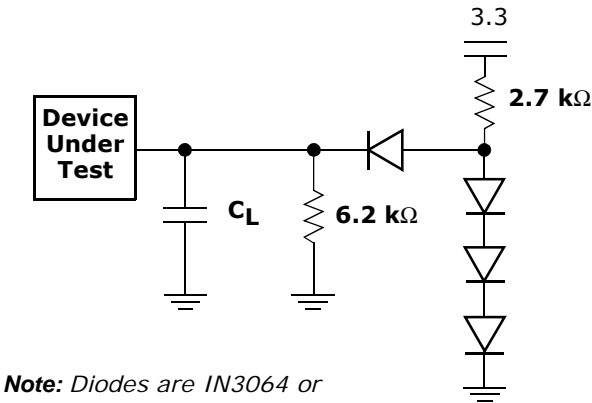 3.3
2.7 kΩ
Device
Under
Test
CL
6.2 kΩ
Note: Diodes are IN3064 or